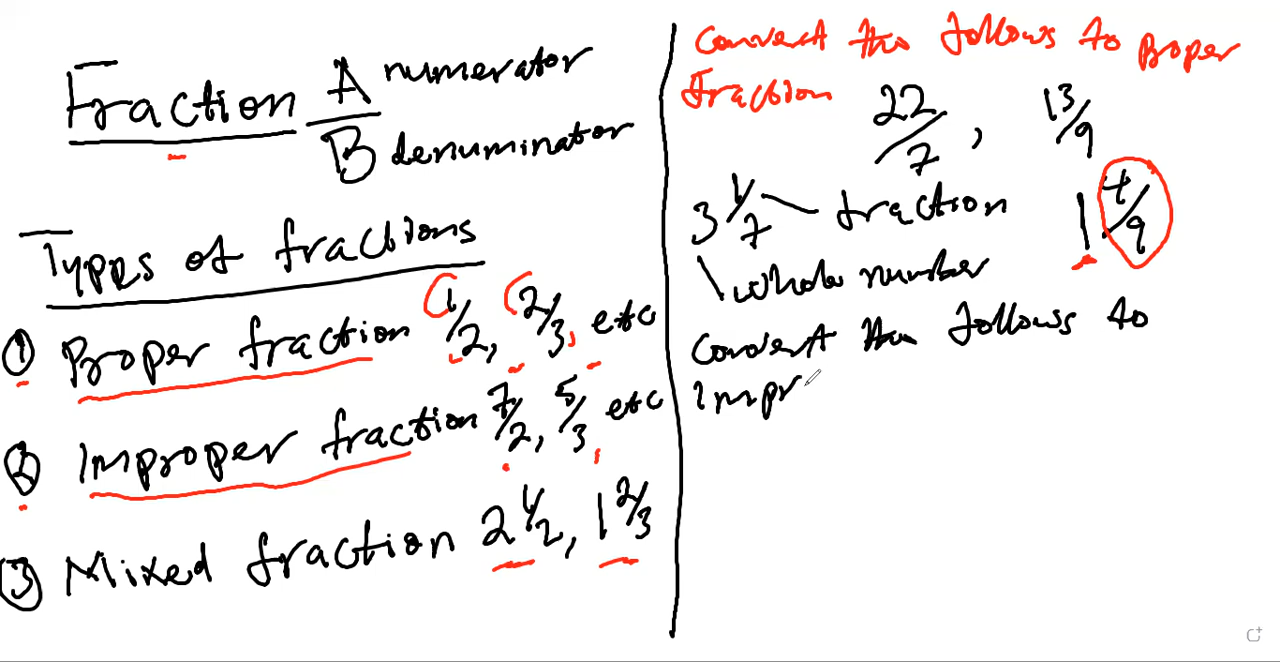 Fraction A numerator
B denuminator
Types of fractions
① Proper fraction 1/2, 2/3, etc
② Improper fraction 7/2, 5/3, etc
③ Mixed fraction 2 1/2, 1 2/3
convert the follows to proper
fraction 22/7, 13/9
3 1/7 fraction 1 4/9
whole number
convert the follows to
impr